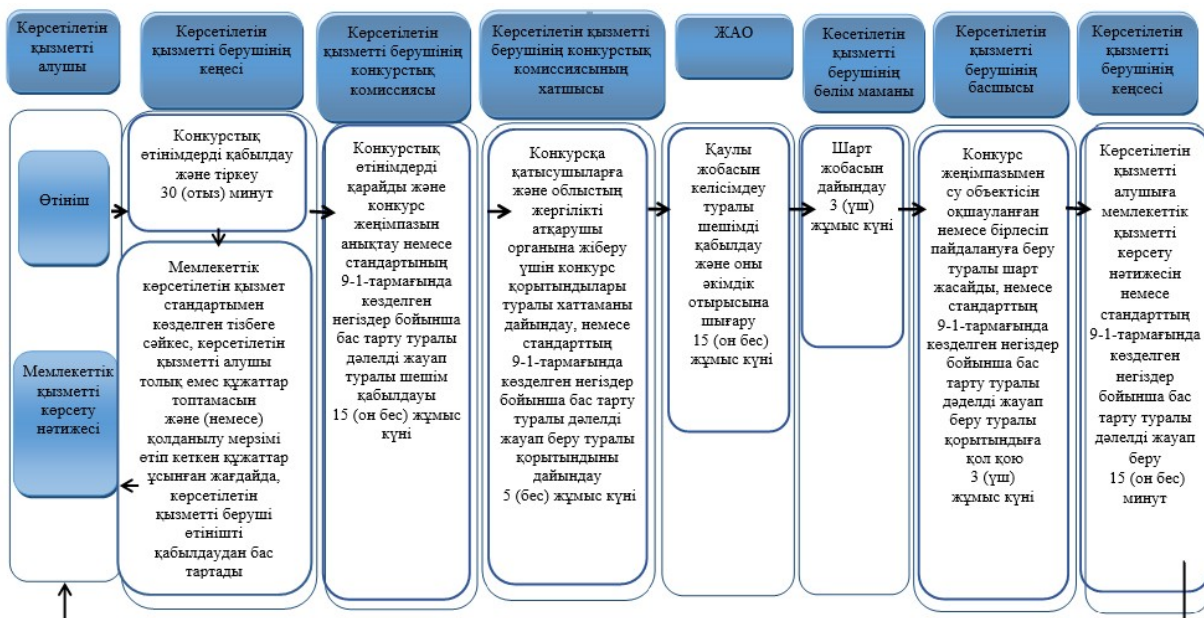 Көрсетілетін
қызметті
алушы
Көрсетілетін
қызметті берушінің
кеңесі
Көрсетілетін
қызметті берушінің
конкурстық
комиссиясы
Көрсетілетін қызметті
берушінің конкурстық
комиссиясының
хатшысы
ЖАО
Көсетілетін
қызметті
берушінің
бөлім маманы
Көрсетілетін
қызметті
берушінің
басшысы
Көрсетілетін
қызметті
берушінің
кеңсесі
Өтініш
Мемлекеттік
қызметті
көрсету
нәтижесі
Конкурстық
өтінімдерді қабылдау
және тіркеу
30 (отыз) минут
Мемлекеттік
көрсетілетін қызмет
стандартымен
көзделген тізбеге
сәйкес, көрсетілетін
қызметті алушы
толық емес құжаттар
топтамасын
және (немесе)
қолданылу мерзімі
өтіп кеткен құжаттар
ұсынған жағдайда,
көрсетілетін
қызметті беруші
өтінішті
қабылдаудан бас
тартады
Конкурстық
өтінімдерді
қарайды және
конкурс
жеңімпазын
анықтау немесе
стандартының
9-1-тармағында
көзделген
негіздер бойынша
бас тарту туралы
дәлелді жауап
туралы шешім
қабылдауы
15 (он бес) жұмыс
күні
Конкурсқа
қатысушыларға
және облыстың
жергілікті
атқарушы
органына жіберу
үшін конкурс
қорытындылары
туралы хаттаманы
дайындау, немесе
стандарттың
9-1-тармағында
көзделген негіздер
бойынша бас тарту
туралы дәлелді
жауап беру туралы
қорытындыны
дайындау
5 (бес) жұмыс күні
Қаулы
жобасын
келісімдеу
туралы
шешімді
қабылдау
және оны
әкімдік
отырысына
шығару
15 (он бес)
жұмыс күні
Шарт
жобасын
дайындау
3 (үш)
жұмыс күні
Конкурс
жеңімпазымен
су объектісін
оқшауланған
немесе бірлесіп
пайдалануға беру
туралы шарт
жасайды, немесе
стандарттың
9-1-тармағында
көзделген негіздер
бойынша бас
тарту туралы
дәделді жауап
беру туралы
қорытындыға
қол қою
3 (үш)
жұмыс күні
Көрсетілетін
қызметті
алушыға
мемлекеттік
қызметті
көрсету
нәтижесін
немесе
стандарттың
9-1-тармағында
көзделген
негіздер
бойынша бас
тарту туралы
дәлелді жауап
беру
15 (он бес)
минут